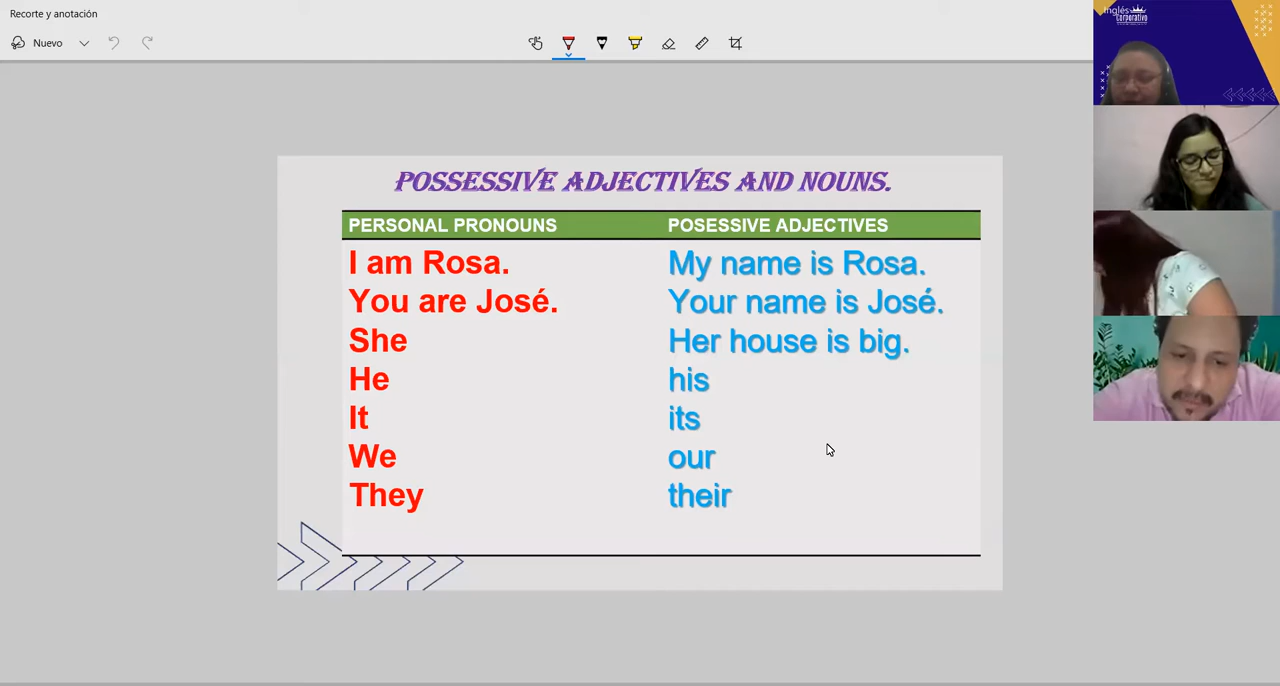 Recorte y anotación
Nuevo
Inglés
corporativo
POSSESSIVE ADJECTIVES AND NOUNS.
PERSONAL PRONOUNS POSESSIVE ADJECTIVES
I am Rosa. My name is Rosa.
You are José. Your name is José.
She Her house is big.
He his
It its
We our
They their